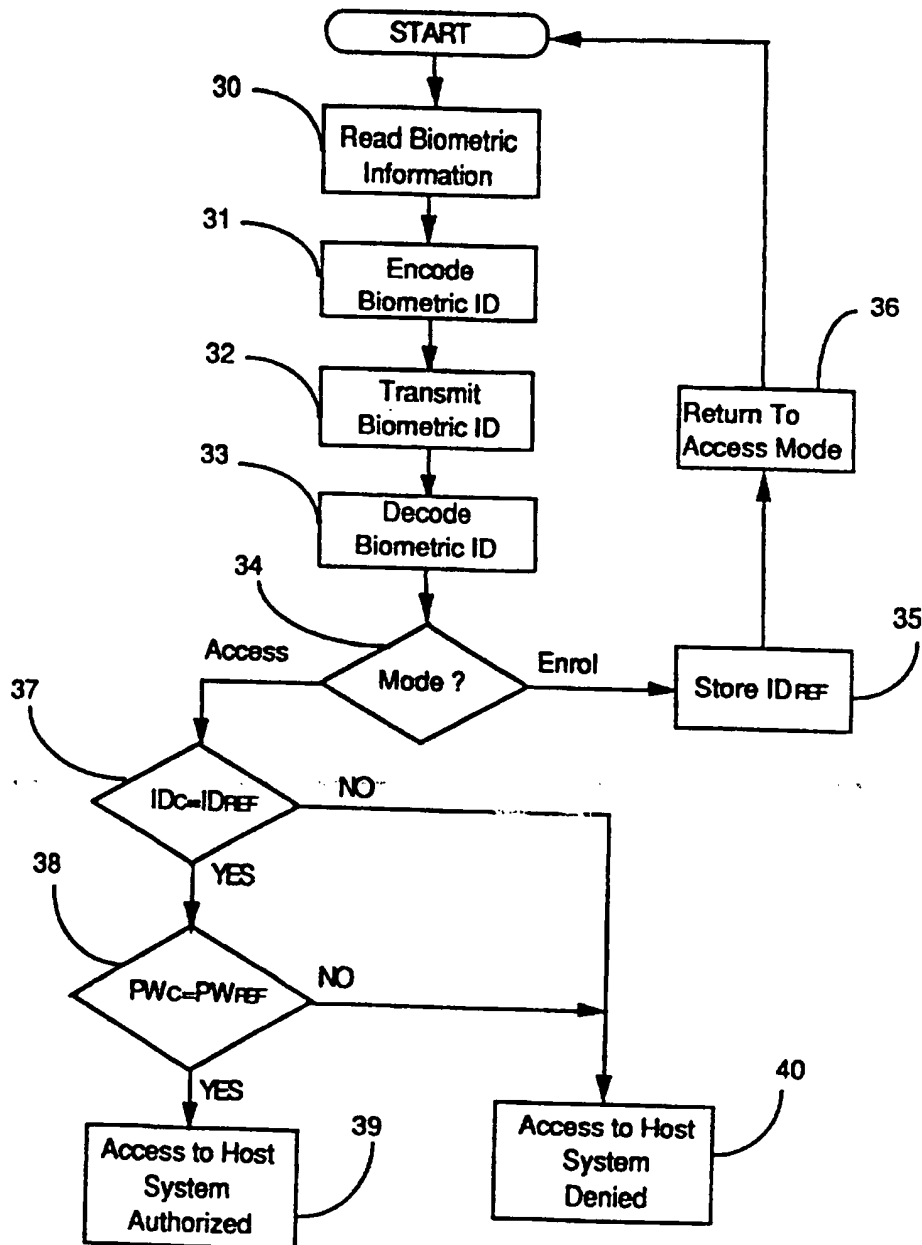 START
30
Read Biometric
Information
31
Encode
Biometric ID
32
Transmit
Biometric ID
33
Decode
Biometric ID
36
Return To
Access Mode
34
Mode ?
Access
Enrol
35
Store IDREF
37
IDC=IDREF
NO
YES
38
PWC=PWREF
NO
YES
39
Access to Host
System
Authorized
40
Access to Host
System
Denied